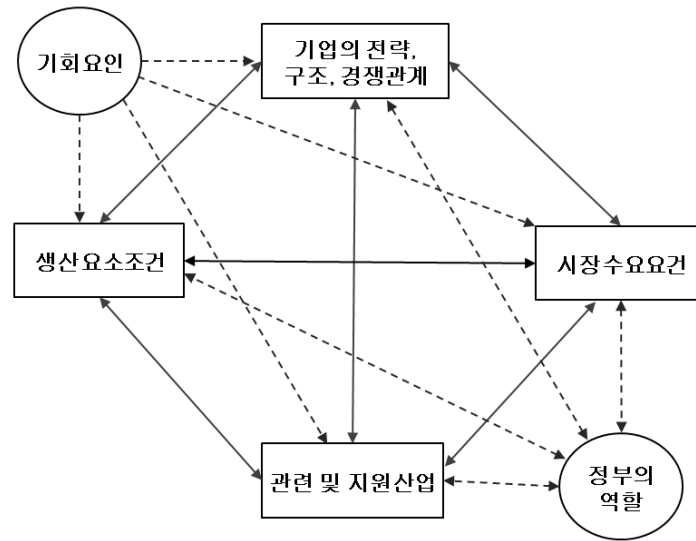 기회요인
기업의 전략,
구조, 경쟁관계
생산요소조건
시장수요요건
관련 및 지원산업
정부의
역할